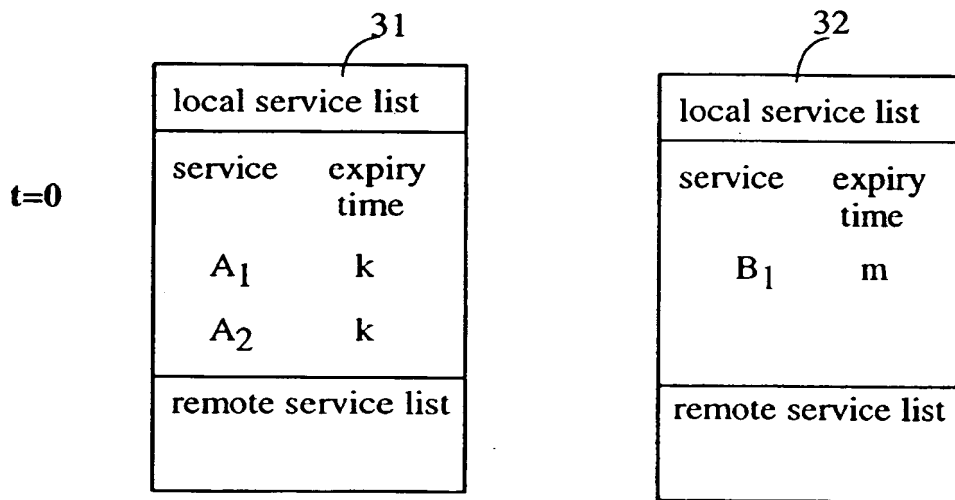 31
local service list
t=0
service expiry
time
A1 k
A2 k
remote service list
32
local service list
service expiry
time
B1 m
remote service list